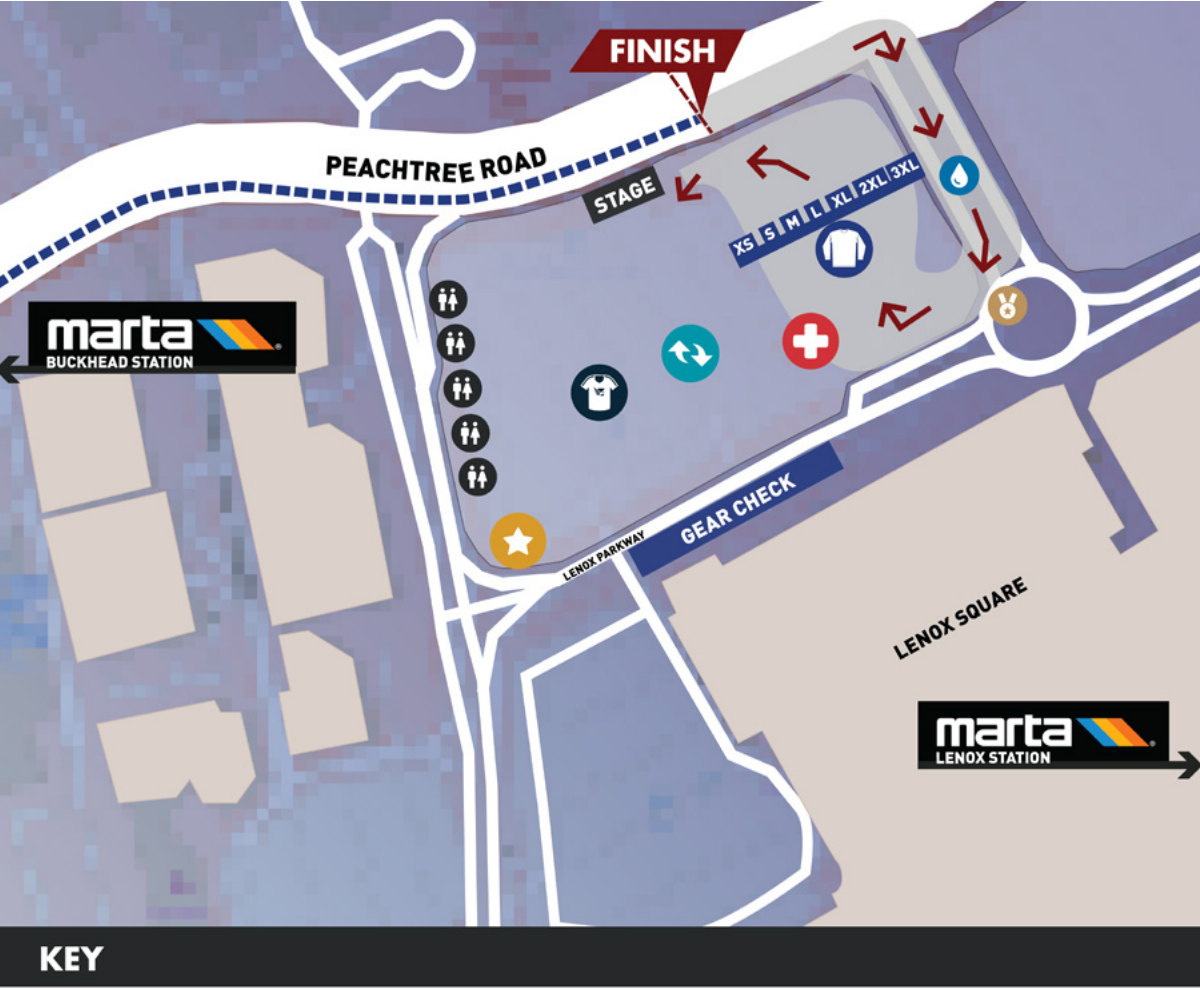 FINISH
PEACHTREE ROAD
STAGE
XS S M L XL 2XL 3XL
marta
BUCKHEAD STATION
GEAR CHECK
LENOX PARKWAY
LENOX SQUARE
marta
LENOX STATION
KEY